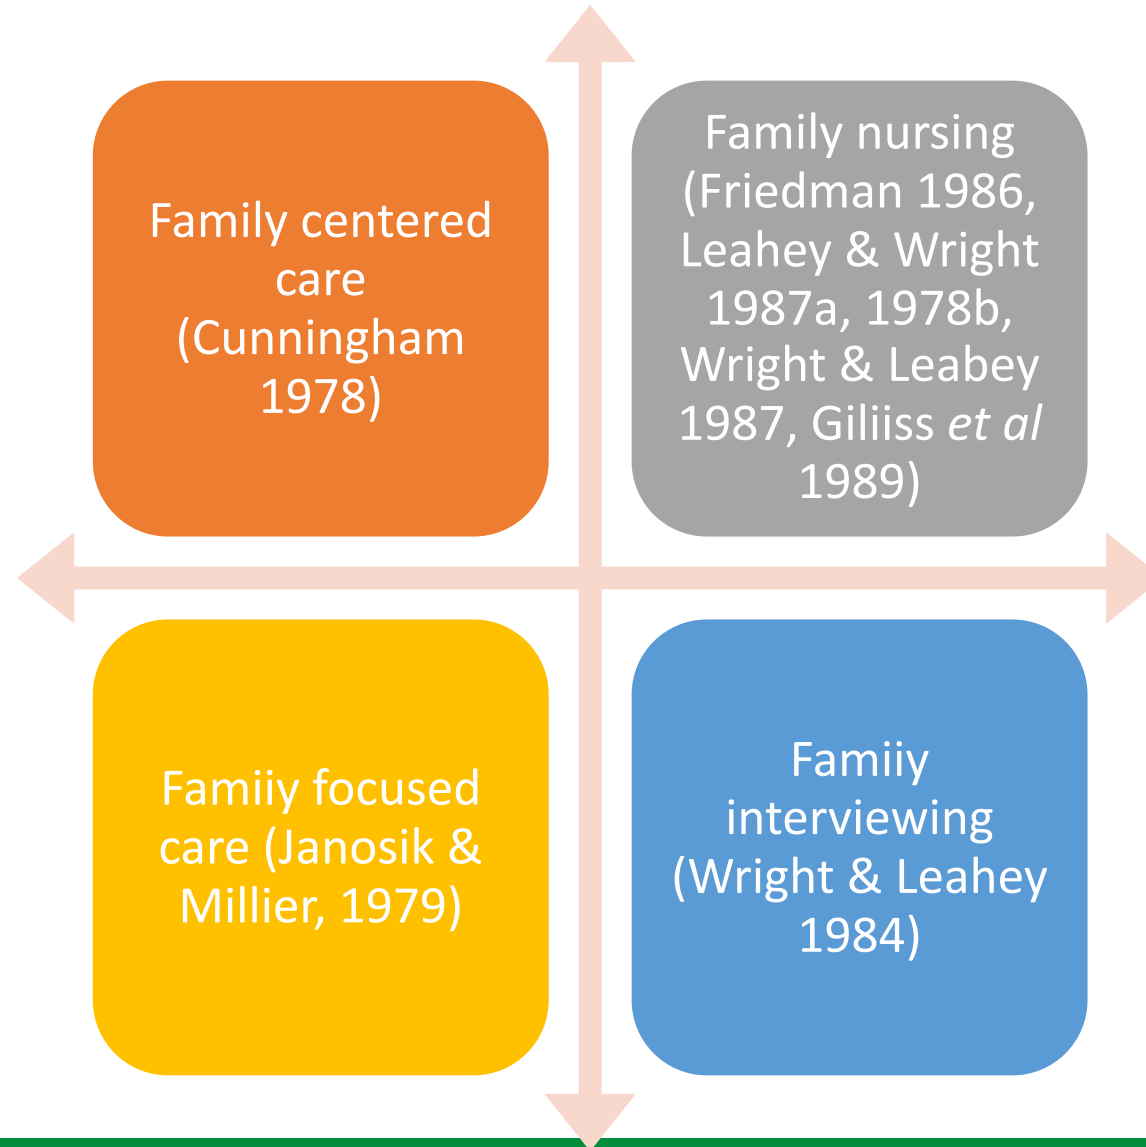 Family centered
care
(Cunningham
1978)
Family nursing
(Friedman 1986,
Leahey & Wright
1987a, 1978b,
Wright & Leabey
1987, Giliiss et al
1989)
Famiiy focused
care (Janosik &
Millier, 1979)
Famiiy
interviewing
(Wright & Leahey
1984)